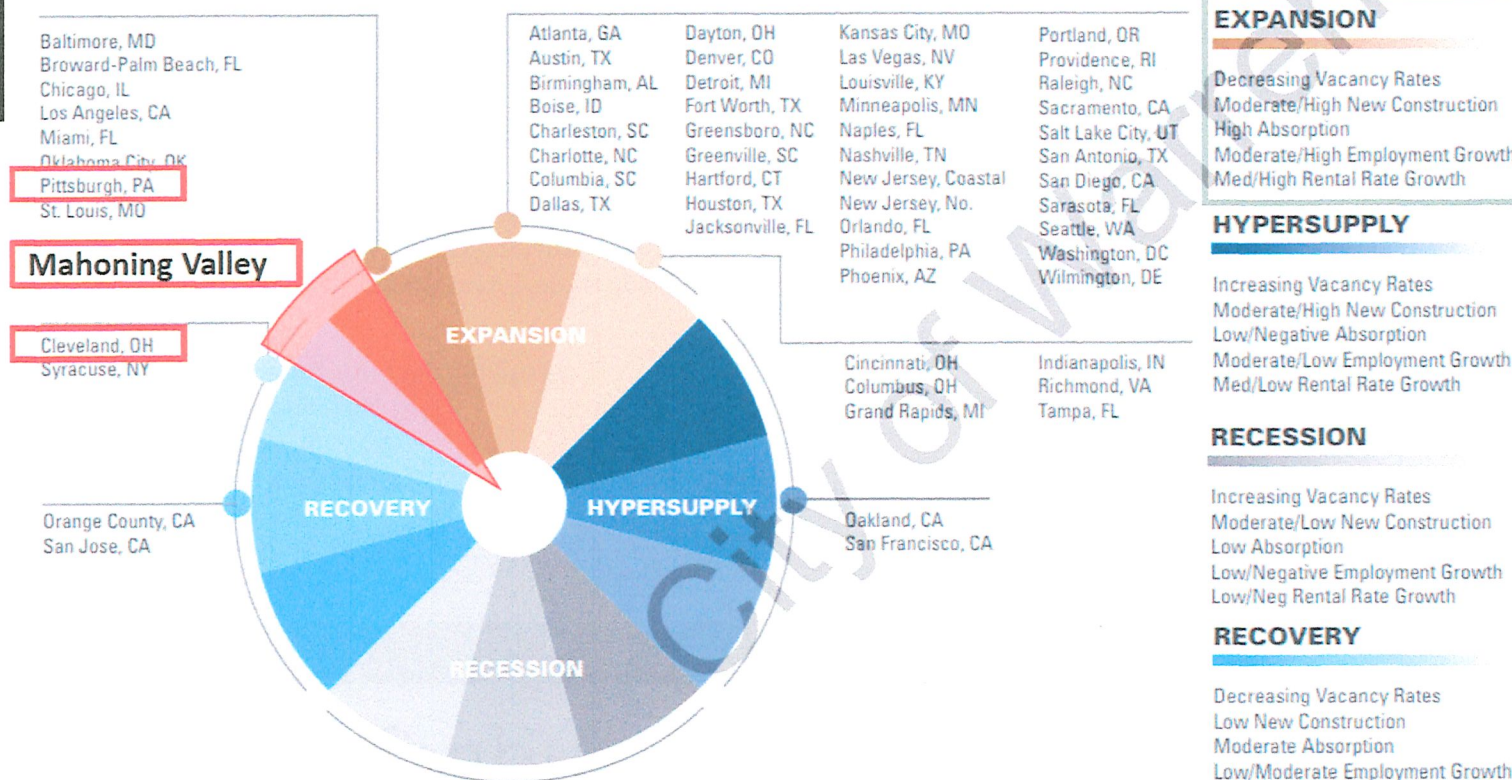 Baltimore, MD
Broward-Palm Beach, FL
Chicago, IL
Los Angeles, CA
Miami, FL
Oklahoma City, OK
Pittsburgh, PA
St. Louis, MO
Mahoning Valley
Cleveland, OH
Syracuse, NY
Orange County, CA
San Jose, CA
Atlanta, GA
Austin, TX
Birmingham, AL
Boise, ID
Charleston, SC
Charlotte, NC
Columbia, SC
Dallas, TX
Dayton, OH
Denver, CO
Detroit, MI
Fort Worth, TX
Greensboro, NC
Greenville, SC
Hartford, CT
Houston, TX
Jacksonville, FL
Kansas City, MO
Las Vegas, NV
Louisville, KY
Minneapolis, MN
Naples, FL
Nashville, TN
New Jersey, Coastal
New Jersey, No.
Orlando, FL
Philadelphia, PA
Phoenix, AZ
Portland, OR
Providence, RI
Raleigh, NC
Sacramento, CA
Salt Lake City, UT
San Antonio, TX
San Diego, CA
Sarasota, FL
Seattle, WA
Washington, DC
Wilmington, DE
Cincinnati, OH
Columbus, OH
Grand Rapids, MI
Indianapolis, IN
Richmond, VA
Tampa, FL
Oakland, CA
San Francisco, CA
EXPANSION
RECOVERY
HYPERSUPPLY
RECESSION
EXPANSION
Decreasing Vacancy Rates
Moderate/High New Construction
High Absorption
Moderate/High Employment Growth
Med/High Rental Rate Growth
HYPERSUPPLY
Increasing Vacancy Rates
Moderate/High New Construction
Low/Negative Absorption
Moderate/Low Employment Growth
Med/Low Rental Rate Growth
RECESSION
Increasing Vacancy Rates
Moderate/Low New Construction
Low Absorption
Low/Negative Employment Growth
Low/Neg Rental Rate Growth
RECOVERY
Decreasing Vacancy Rates
Low New Construction
Moderate Absorption
Low/Moderate Employment Growth
City of Warren